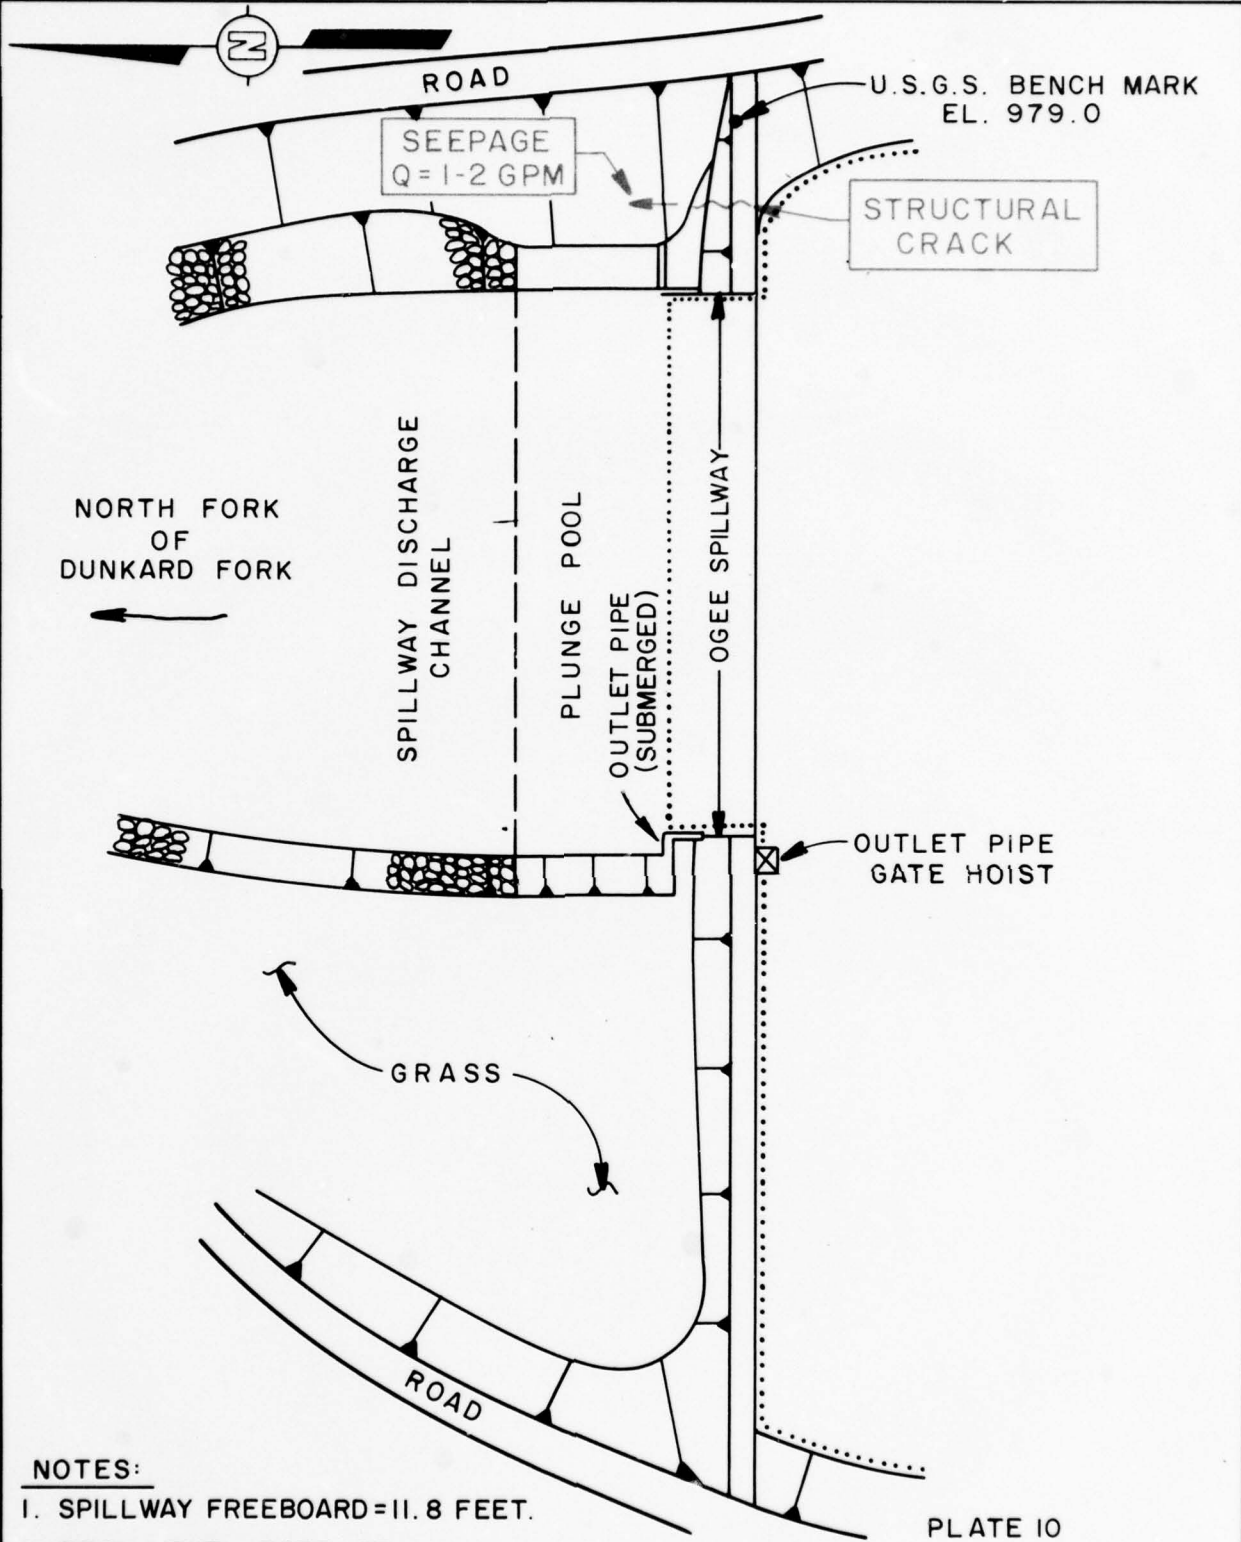 N
ROAD
U.S.G.S. BENCH MARK
EL. 979.0
SEEPAGE
Q = 1-2 GPM
STRUCTURAL
CRACK
NORTH FORK
OF
DUNKARD FORK
SPILLWAY DISCHARGE
CHANNEL
PLUNGE POOL
OUTLET PIPE
(SUBMERGED)
OGEE SPILLWAY
OUTLET PIPE
GATE HOIST
GRASS
ROAD
NOTES:
1. SPILLWAY FREEBOARD = 11.8 FEET.
PLATE 10